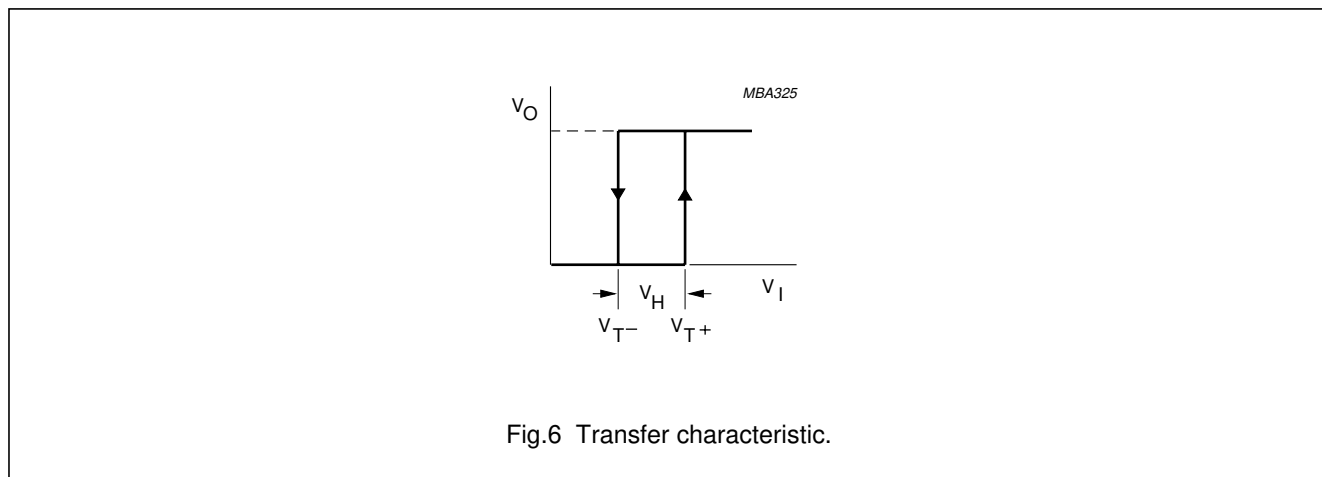 MBA325
VO
VI
VH
VT− VT+
Fig.6 Transfer characteristic.